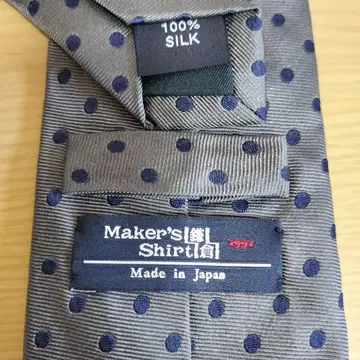 100%
SILK
Maker's 鎌
Shirt 倉
Made in Japan